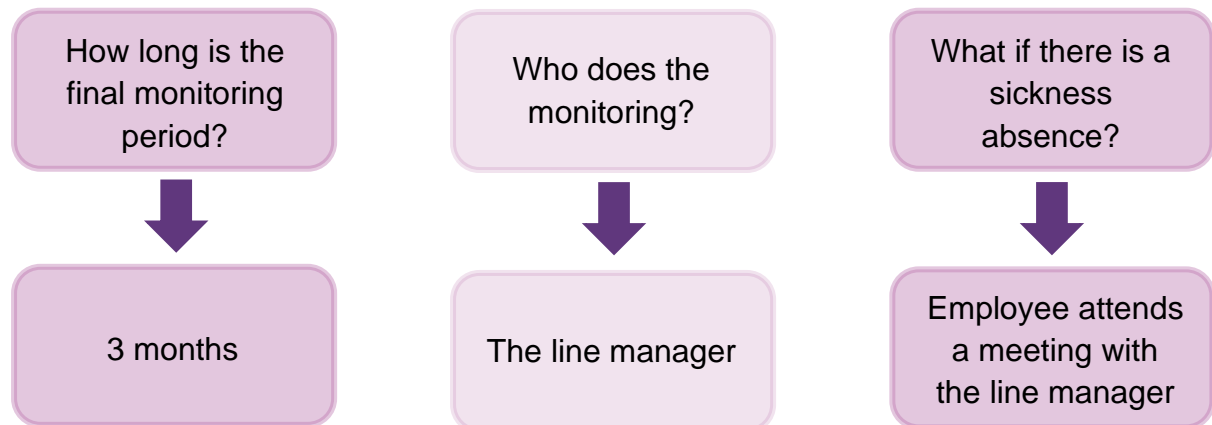 How long is the
final monitoring
period?
3 months
Who does the
monitoring?
The line manager
What if there is a
sickness
absence?
Employee attends
a meeting with
the line manager